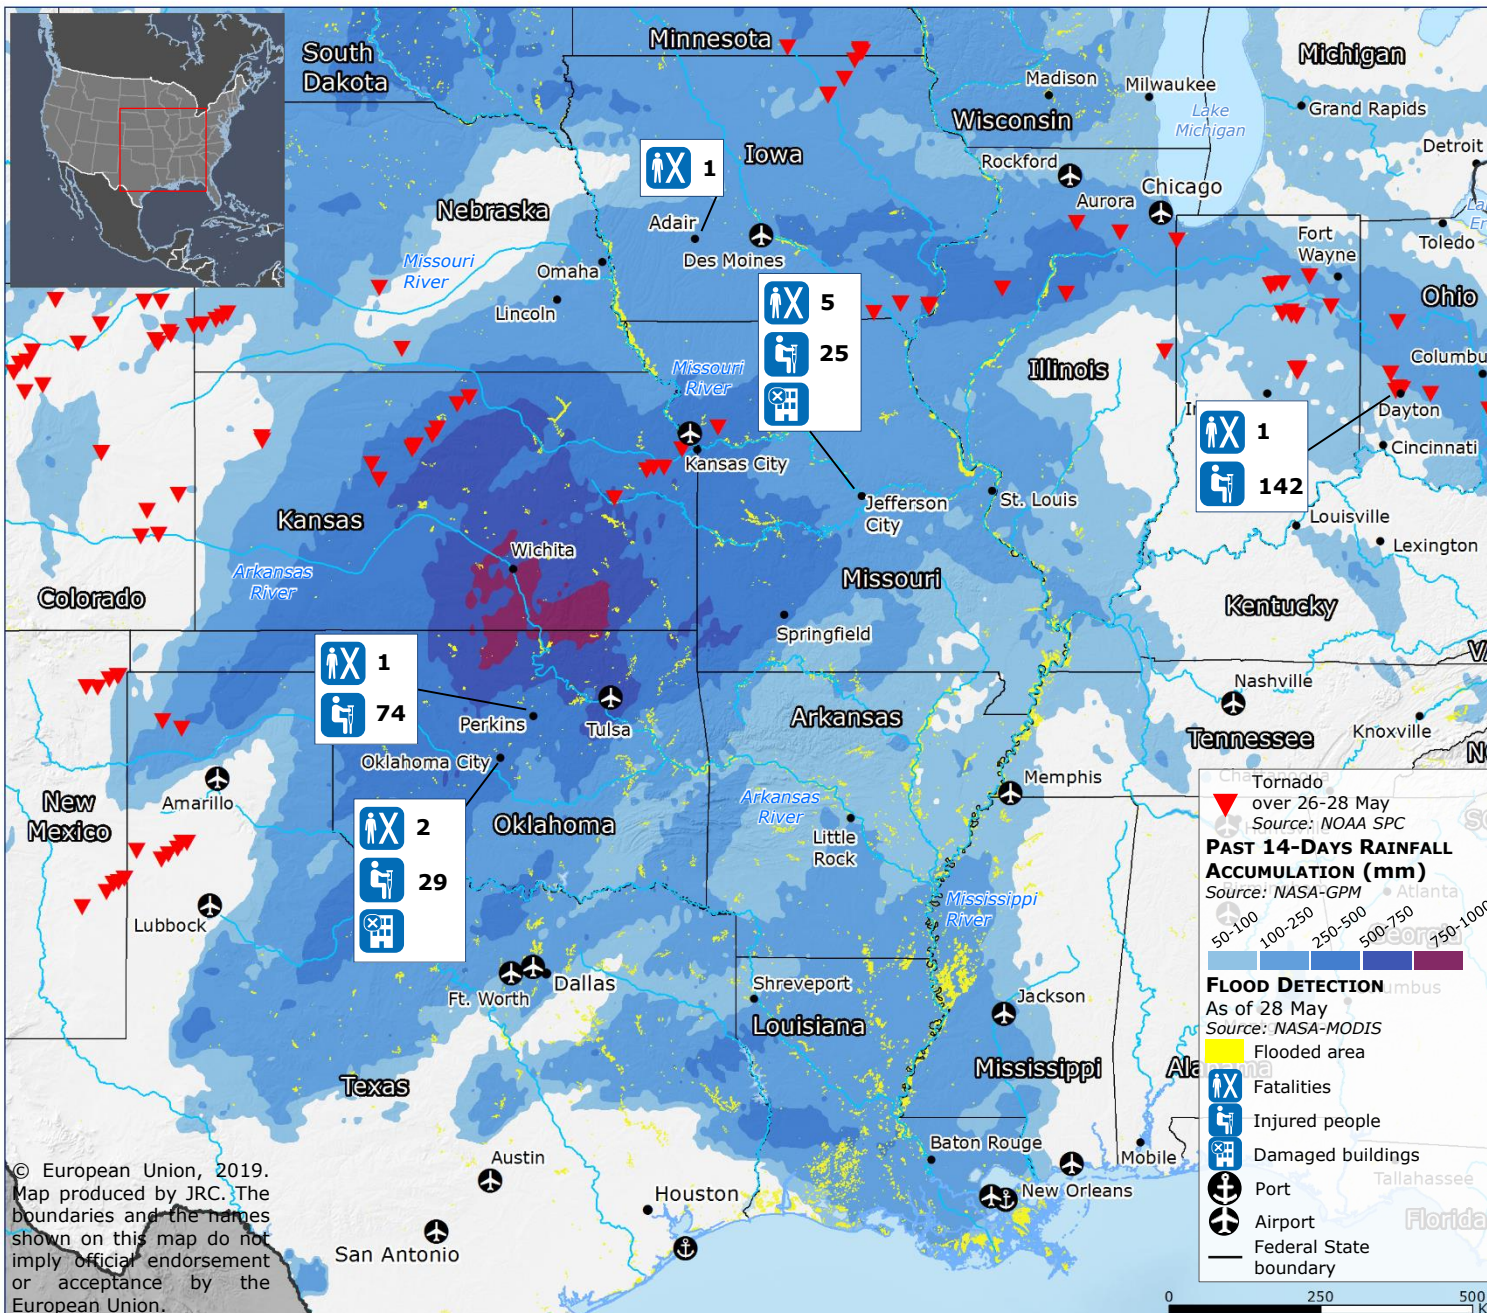 South
Dakota
Minnesota
Michigan
Madison
Milwaukee
Grand Rapids
Wisconsin
Lake
Michigan
Detroit
Iowa
1
Rockford
Chicago
Nebraska
Adair
Aurora
Des Moines
Fort
Wayne
Toledo
Missouri
River
Omaha
Lincoln
5
25
Ohio
Missouri
River
Illinois
Dayton
1
142
Cincinnati
Kansas City
Jefferson
City
St. Louis
Kansas
Louisville
Lexington
Wichita
Arkansas
River
Missouri
Colorado
Kentucky
Springfield
1
74
Nashville
Perkins
Tulsa
Arkansas
Knoxville
Tennessee
Oklahoma City
Memphis
Amarillo
New
Mexico
2
29
Oklahoma
Arkansas
River
Little
Rock
Mississippi
River
Lubbock
Ft. Worth
Dallas
Shreveport
Jackson
Louisiana
Texas
Mississippi
Baton Rouge
Mobile
New Orleans
Austin
Houston
San Antonio
Tornado
over 26-28 May
Source: NOAA SPC
PAST 14-DAYS RAINFALL
ACCUMULATION (mm)
Source: NASA-GPM
Atlanta
50-100 100-250 250-500 500-750 750-1000
Georgia
FLOOD DETECTION
As of 28 May
Source: NASA-MODIS
Flooded area
Fatalities
Injured people
Damaged buildings
Port
Tallahassee
Airport
Florida
Federal State
boundary
0 250 500
© European Union, 2019.
Map produced by JRC. The
boundaries and the names
shown on this map do not
imply official endorsement
or acceptance by the
European Union.